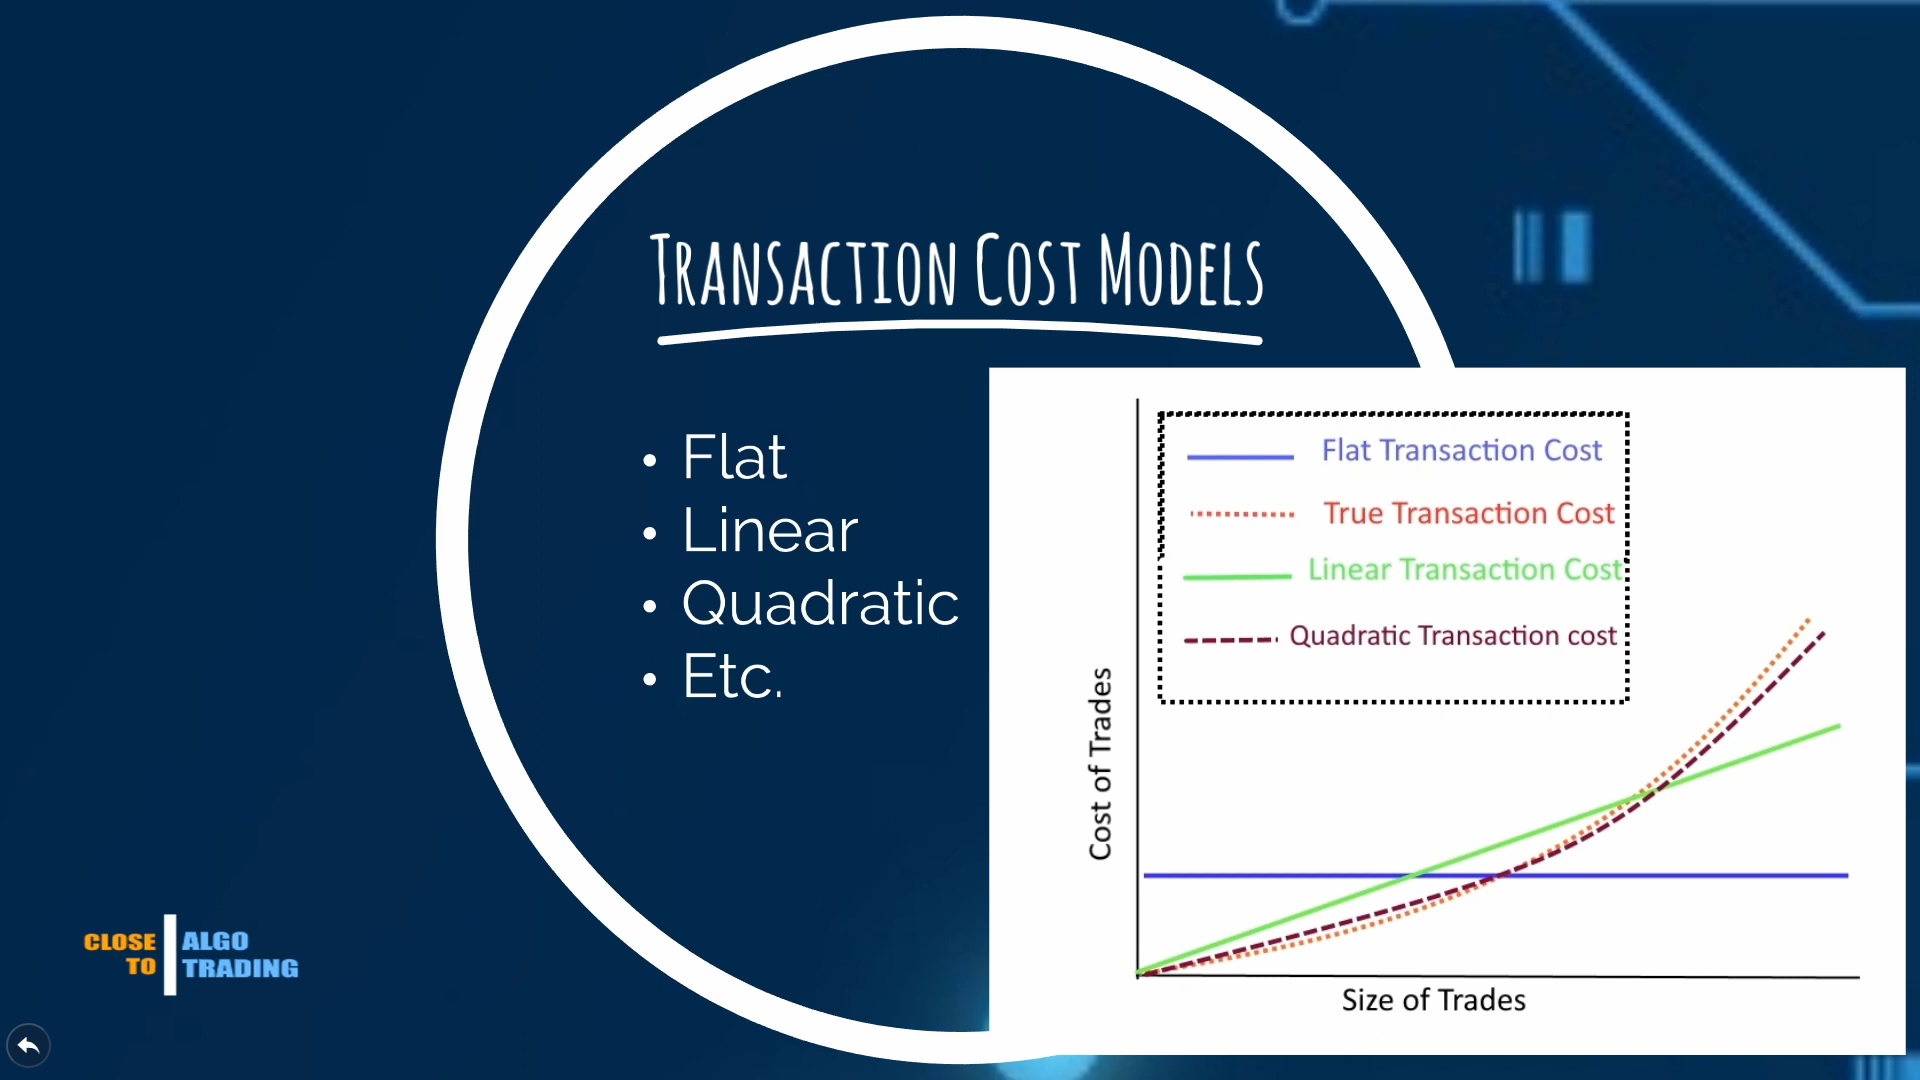 TRANSACTION COST MODELS
• Flat
• Linear
• Quadratic
• Etc.
Flat Transaction Cost
True Transaction Cost
Linear Transaction Cost
Quadratic Transaction cost
Cost of Trades
Size of Trades
CLOSE TO
ALGO TRADING